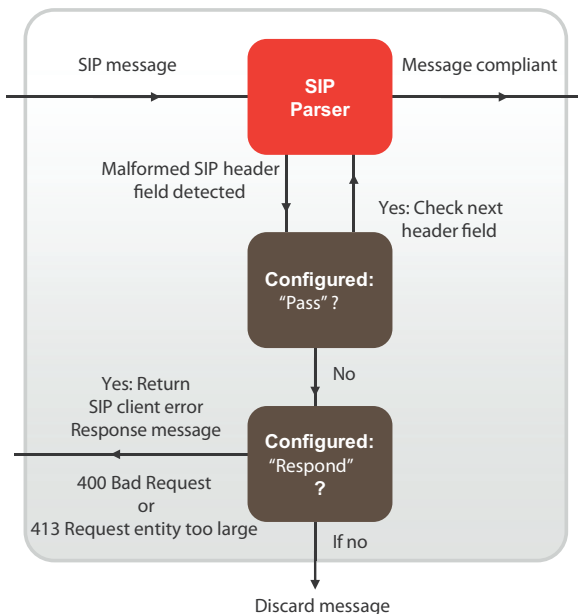 SIP message
SIP
Parser
Message compliant
Malformed SIP header
field detected
Yes: Check next
header field
Configured:
“Pass” ?
No
Yes: Return
SIP client error
Response message
Configured:
“Respond”
?
400 Bad Request
or
413 Request entity too large
If no
Discard message